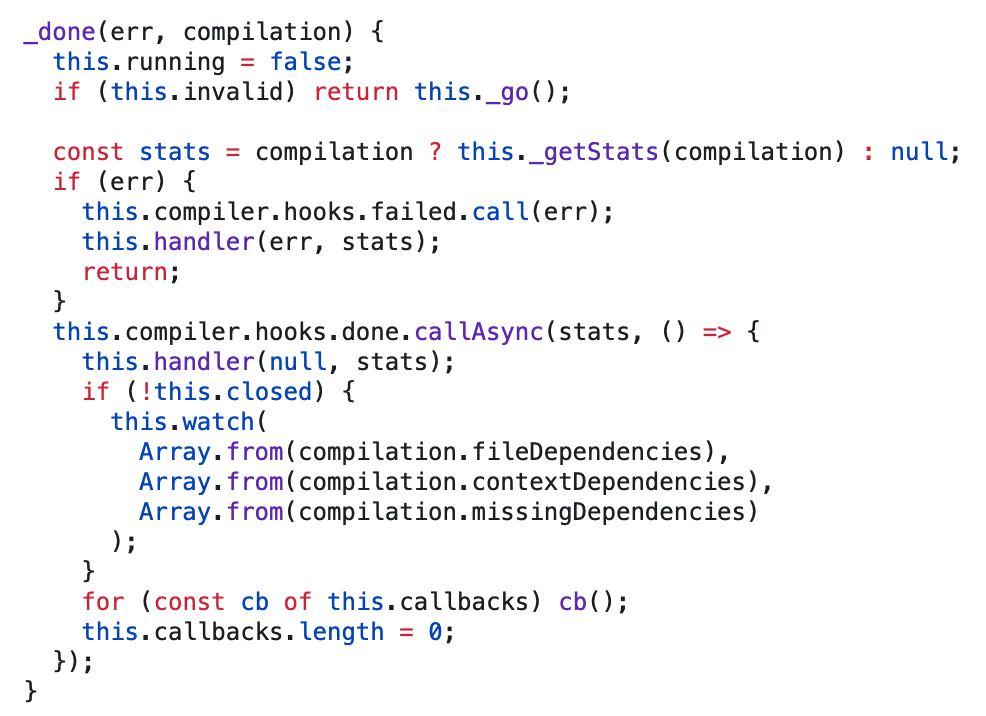 _done(err, compilation) {
  this.running = false;
  if (this.invalid) return this._go();

  const stats = compilation ? this._getStats(compilation) : null;
  if (err) {
    this.compiler.hooks.failed.call(err);
    this.handler(err, stats);
    return;
  }
  this.compiler.hooks.done.callAsync(stats, () => {
    this.handler(null, stats);
    if (!this.closed) {
      this.watch(
        Array.from(compilation.fileDependencies),
        Array.from(compilation.contextDependencies),
        Array.from(compilation.missingDependencies)
      );
    }
    for (const cb of this.callbacks) cb();
    this.callbacks.length = 0;
  });
}